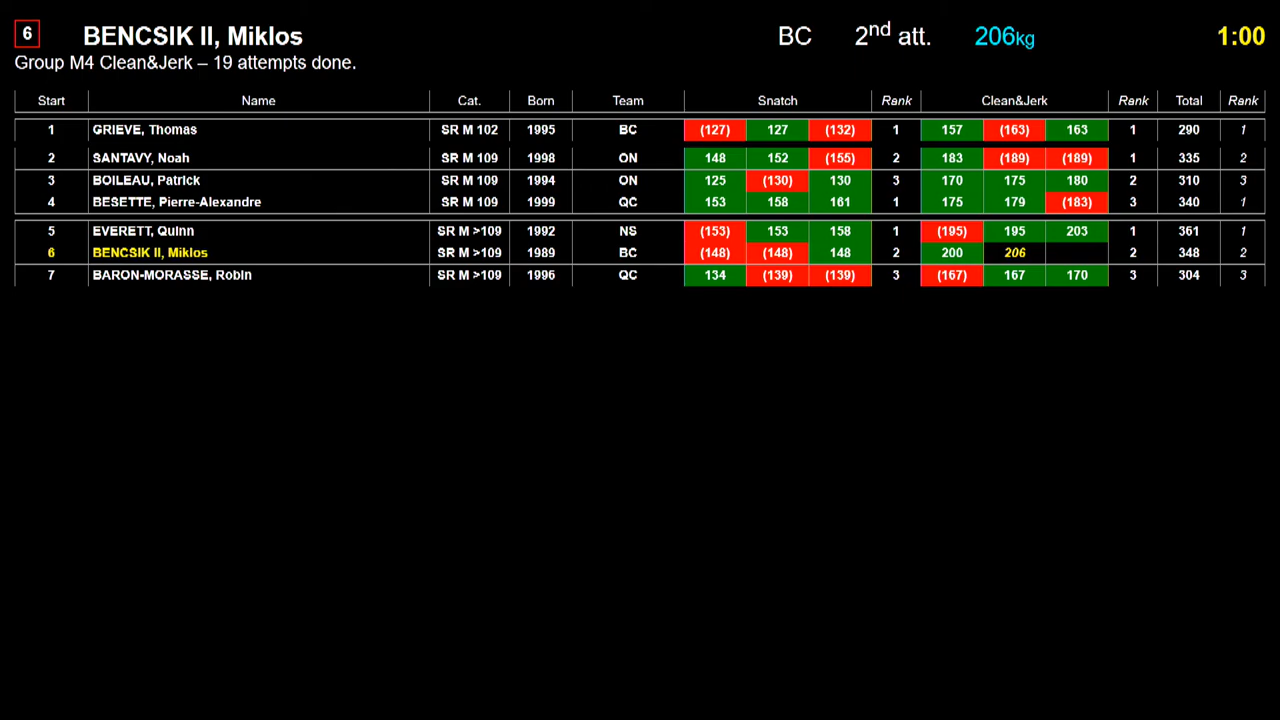 6 BENCSIK II, Miklos BC 2nd att. 206kg 1:00
Group M4 Clean&Jerk – 19 attempts done.
Start Name Cat. Born Team Snatch Rank Clean&Jerk Rank Total Rank
1 GRIEVE, Thomas SR M 102 1995 BC (127) 127 (132) 1 157 (163) 163 1 290 1
2 SANTAVY, Noah SR M 109 1998 ON 148 152 (155) 2 183 (189) (189) 1 335 2
3 BOILEAU, Patrick SR M 109 1994 ON 125 (130) 130 3 170 175 180 2 310 3
4 BESETTE, Pierre-Alexandre SR M 109 1999 QC 153 158 161 1 175 179 (183) 3 340 1
5 EVERETT, Quinn SR M >109 1992 NS (153) 153 158 1 (195) 195 203 1 361 1
6 BENCSIK II, Miklos SR M >109 1989 BC (148) (148) 148 2 200 206 2 348 2
7 BARON-MORASSE, Robin SR M >109 1996 QC 134 (139) (139) 3 (167) 167 170 3 304 3